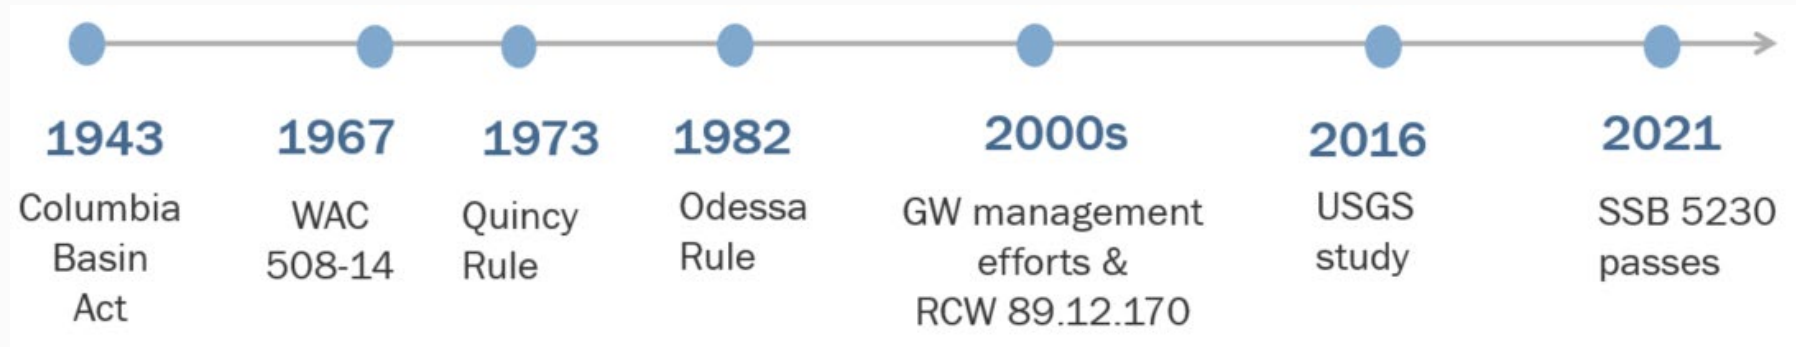 1943
Columbia
Basin
Act
1967
WAC
508-14
1973
Quincy
Rule
1982
Odessa
Rule
2000s
GW management
efforts &
RCW 89.12.170
2016
USGS
study
2021
SSB 5230
passes